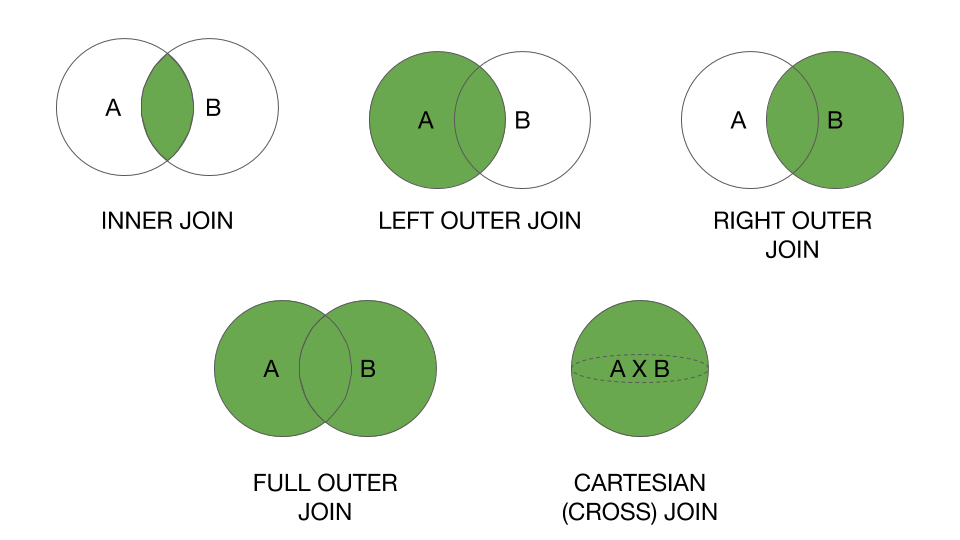 A B
INNER JOIN
A B
LEFT OUTER JOIN
A B
RIGHT OUTER
JOIN
A B
FULL OUTER
JOIN
A X B
CARTESIAN
(CROSS) JOIN